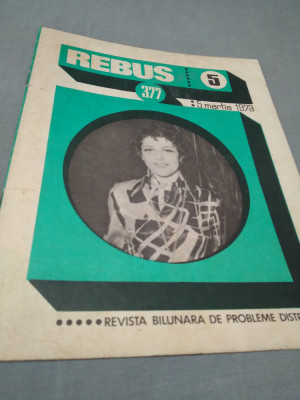 REBUS
5
377
5 martie 1973
REVISTA BILUNARA DE PROBLEME DISTR